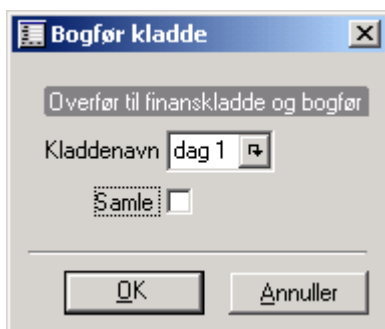 Bogfør kladde
Overfør til finanskladde og bogfør
Kladdenavn dag 1
Samle
OK Annuller